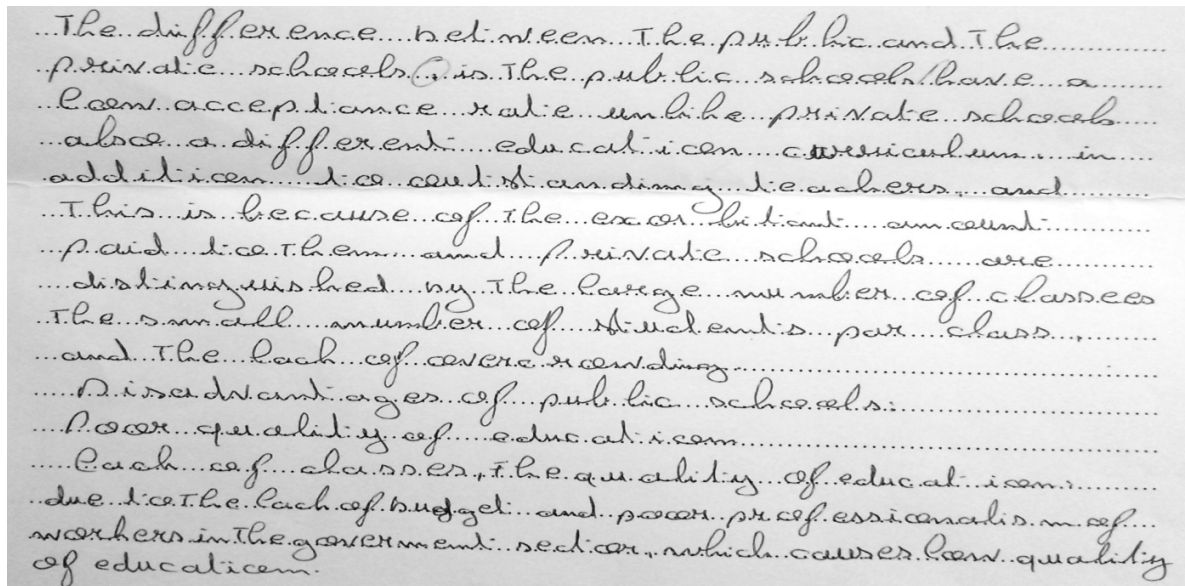 The difference between The public and The
private schools, is The public schools have a
low acceptance rate unlike private schools
also a different education curriculum. in
addition to outstanding teachers, and
This is because of The exorbitant amount
paid to Them and private schools are
distinguished by The large number of classees
The small number of students par class,
and The lack of overcrowding
Disadvantages of public schools:
Poor quality of education
Lack of classes, The quality of education:
due to The lack of budget and poor professionalism of
workers in The goverment sector, which causes low quality
of education.